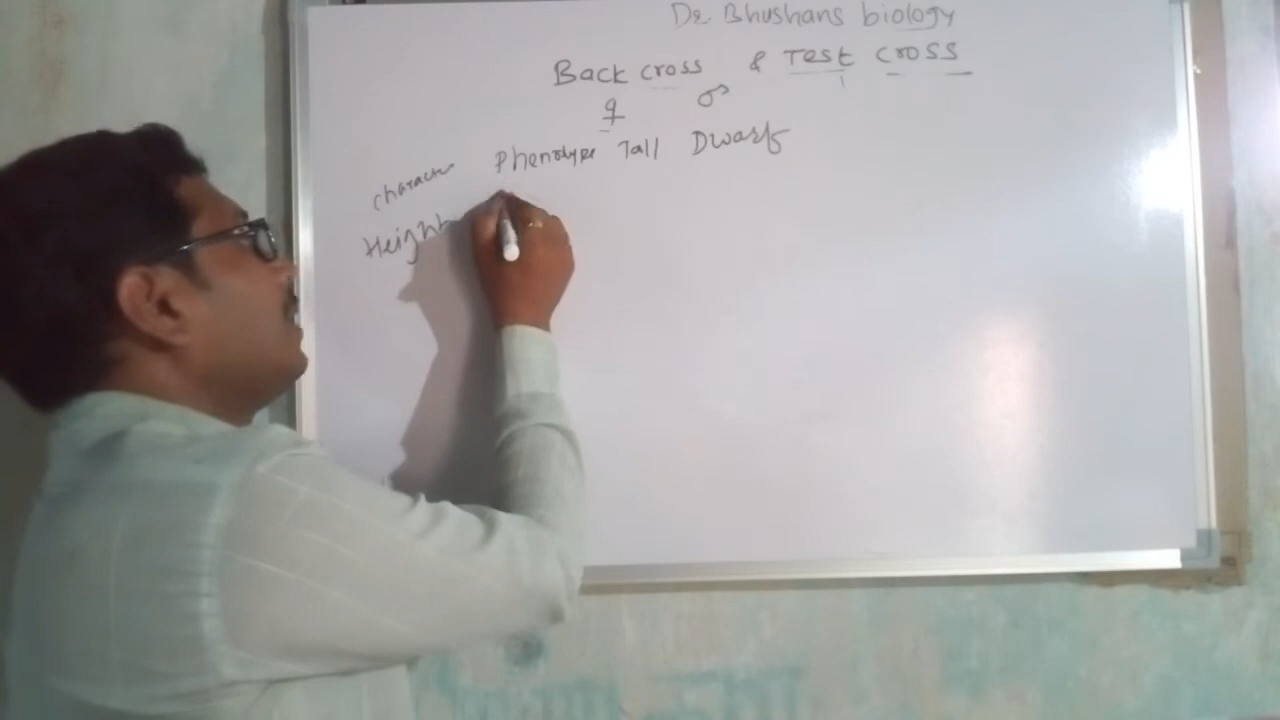 Dr Bhushans biology
Back cross & Test cross
♀ ♂
Phenotype Tall Dwarf
character
Height